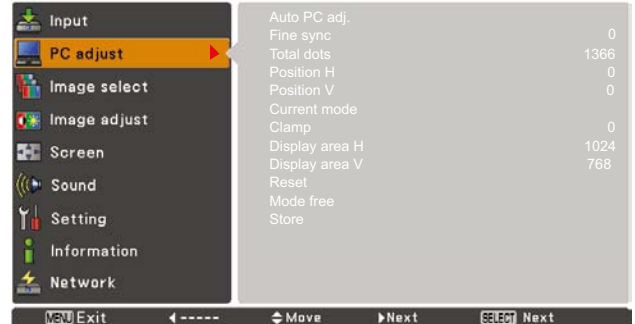 Input
PC adjust
Image select
Image adjust
Screen
Sound
Setting
Information
Network
Auto PC adj.
Fine sync 0
Total dots 1366
Position H 0
Position V 0
Current mode
Clamp 0
Display area H 1024
Display area V 768
Reset
Mode free
Store
MENU Exit ◀----- Move ▶Next SELECT Next